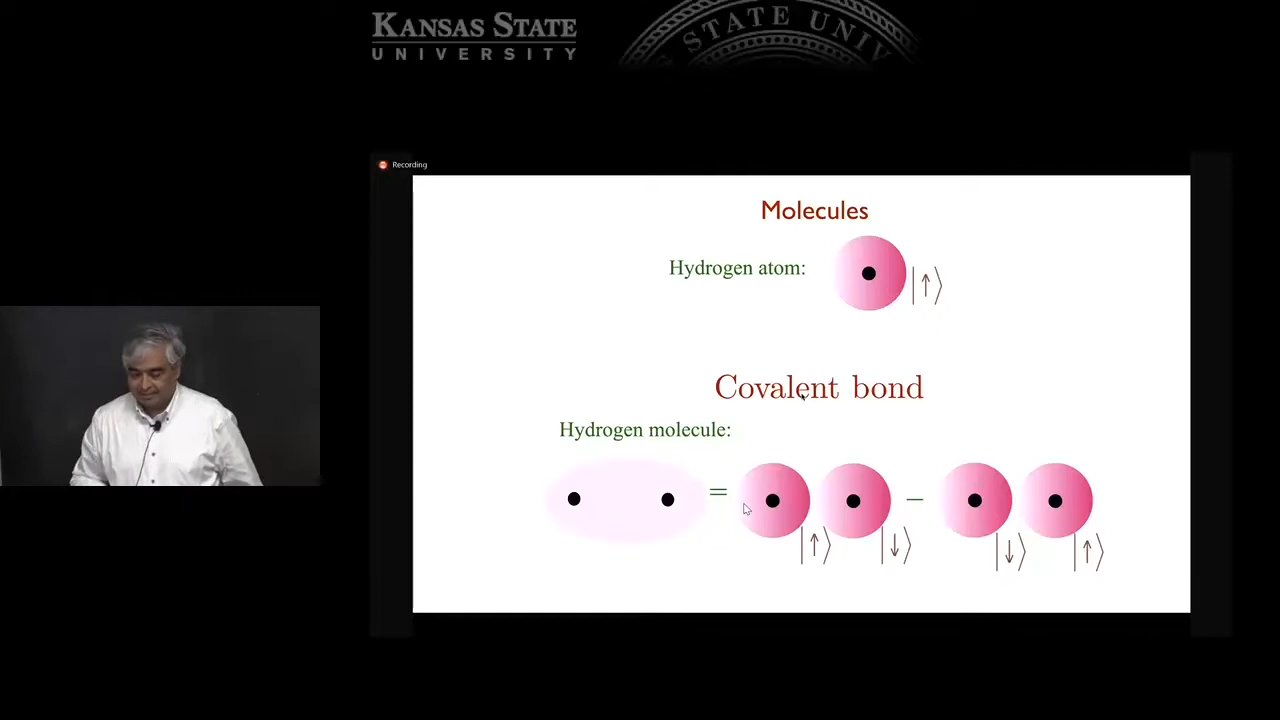 KANSAS STATE
UNIVERSITY
STATE UNIV
Recording
Molecules
Hydrogen atom:
|↑⟩
Covalent bond
Hydrogen molecule:
= −
|↑⟩ |↓⟩ |↓⟩ |↑⟩